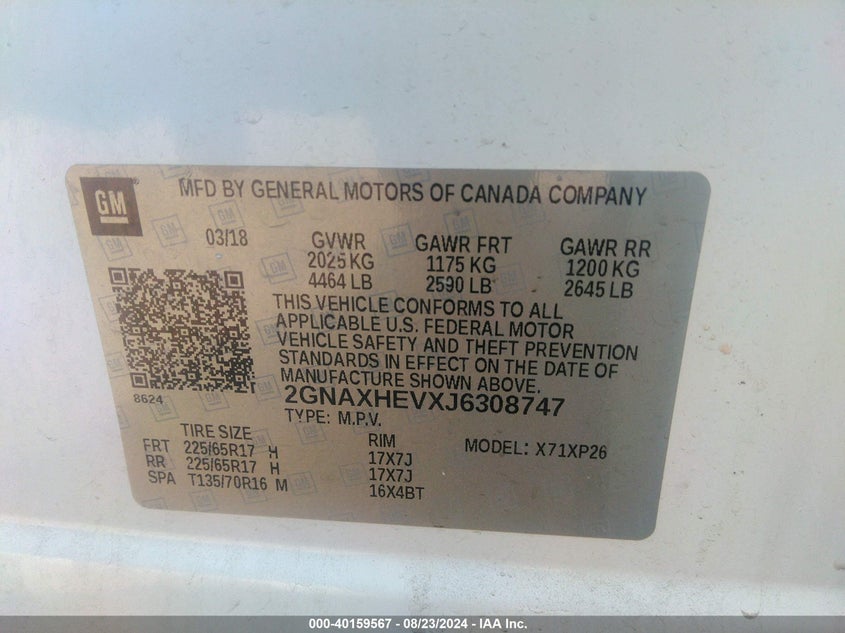 GM
MFD BY GENERAL MOTORS OF CANADA COMPANY
03/18 GVWR GAWR FRT GAWR RR
2025 KG 1175 KG 1200 KG
4464 LB 2590 LB 2645 LB
THIS VEHICLE CONFORMS TO ALL
APPLICABLE U.S. FEDERAL MOTOR
VEHICLE SAFETY AND THEFT PREVENTION
STANDARDS IN EFFECT ON THE DATE OF
MANUFACTURE SHOWN ABOVE.
8624 2GNAXHEVXJ6308747
TYPE: M.P.V.
TIRE SIZE RIM MODEL: X71XP26
FRT 225/65R17 H 17X7J
RR 225/65R17 H 17X7J
SPA T135/70R16 M 16X4BT
000-40159567 - 08/23/2024 - IAA Inc.